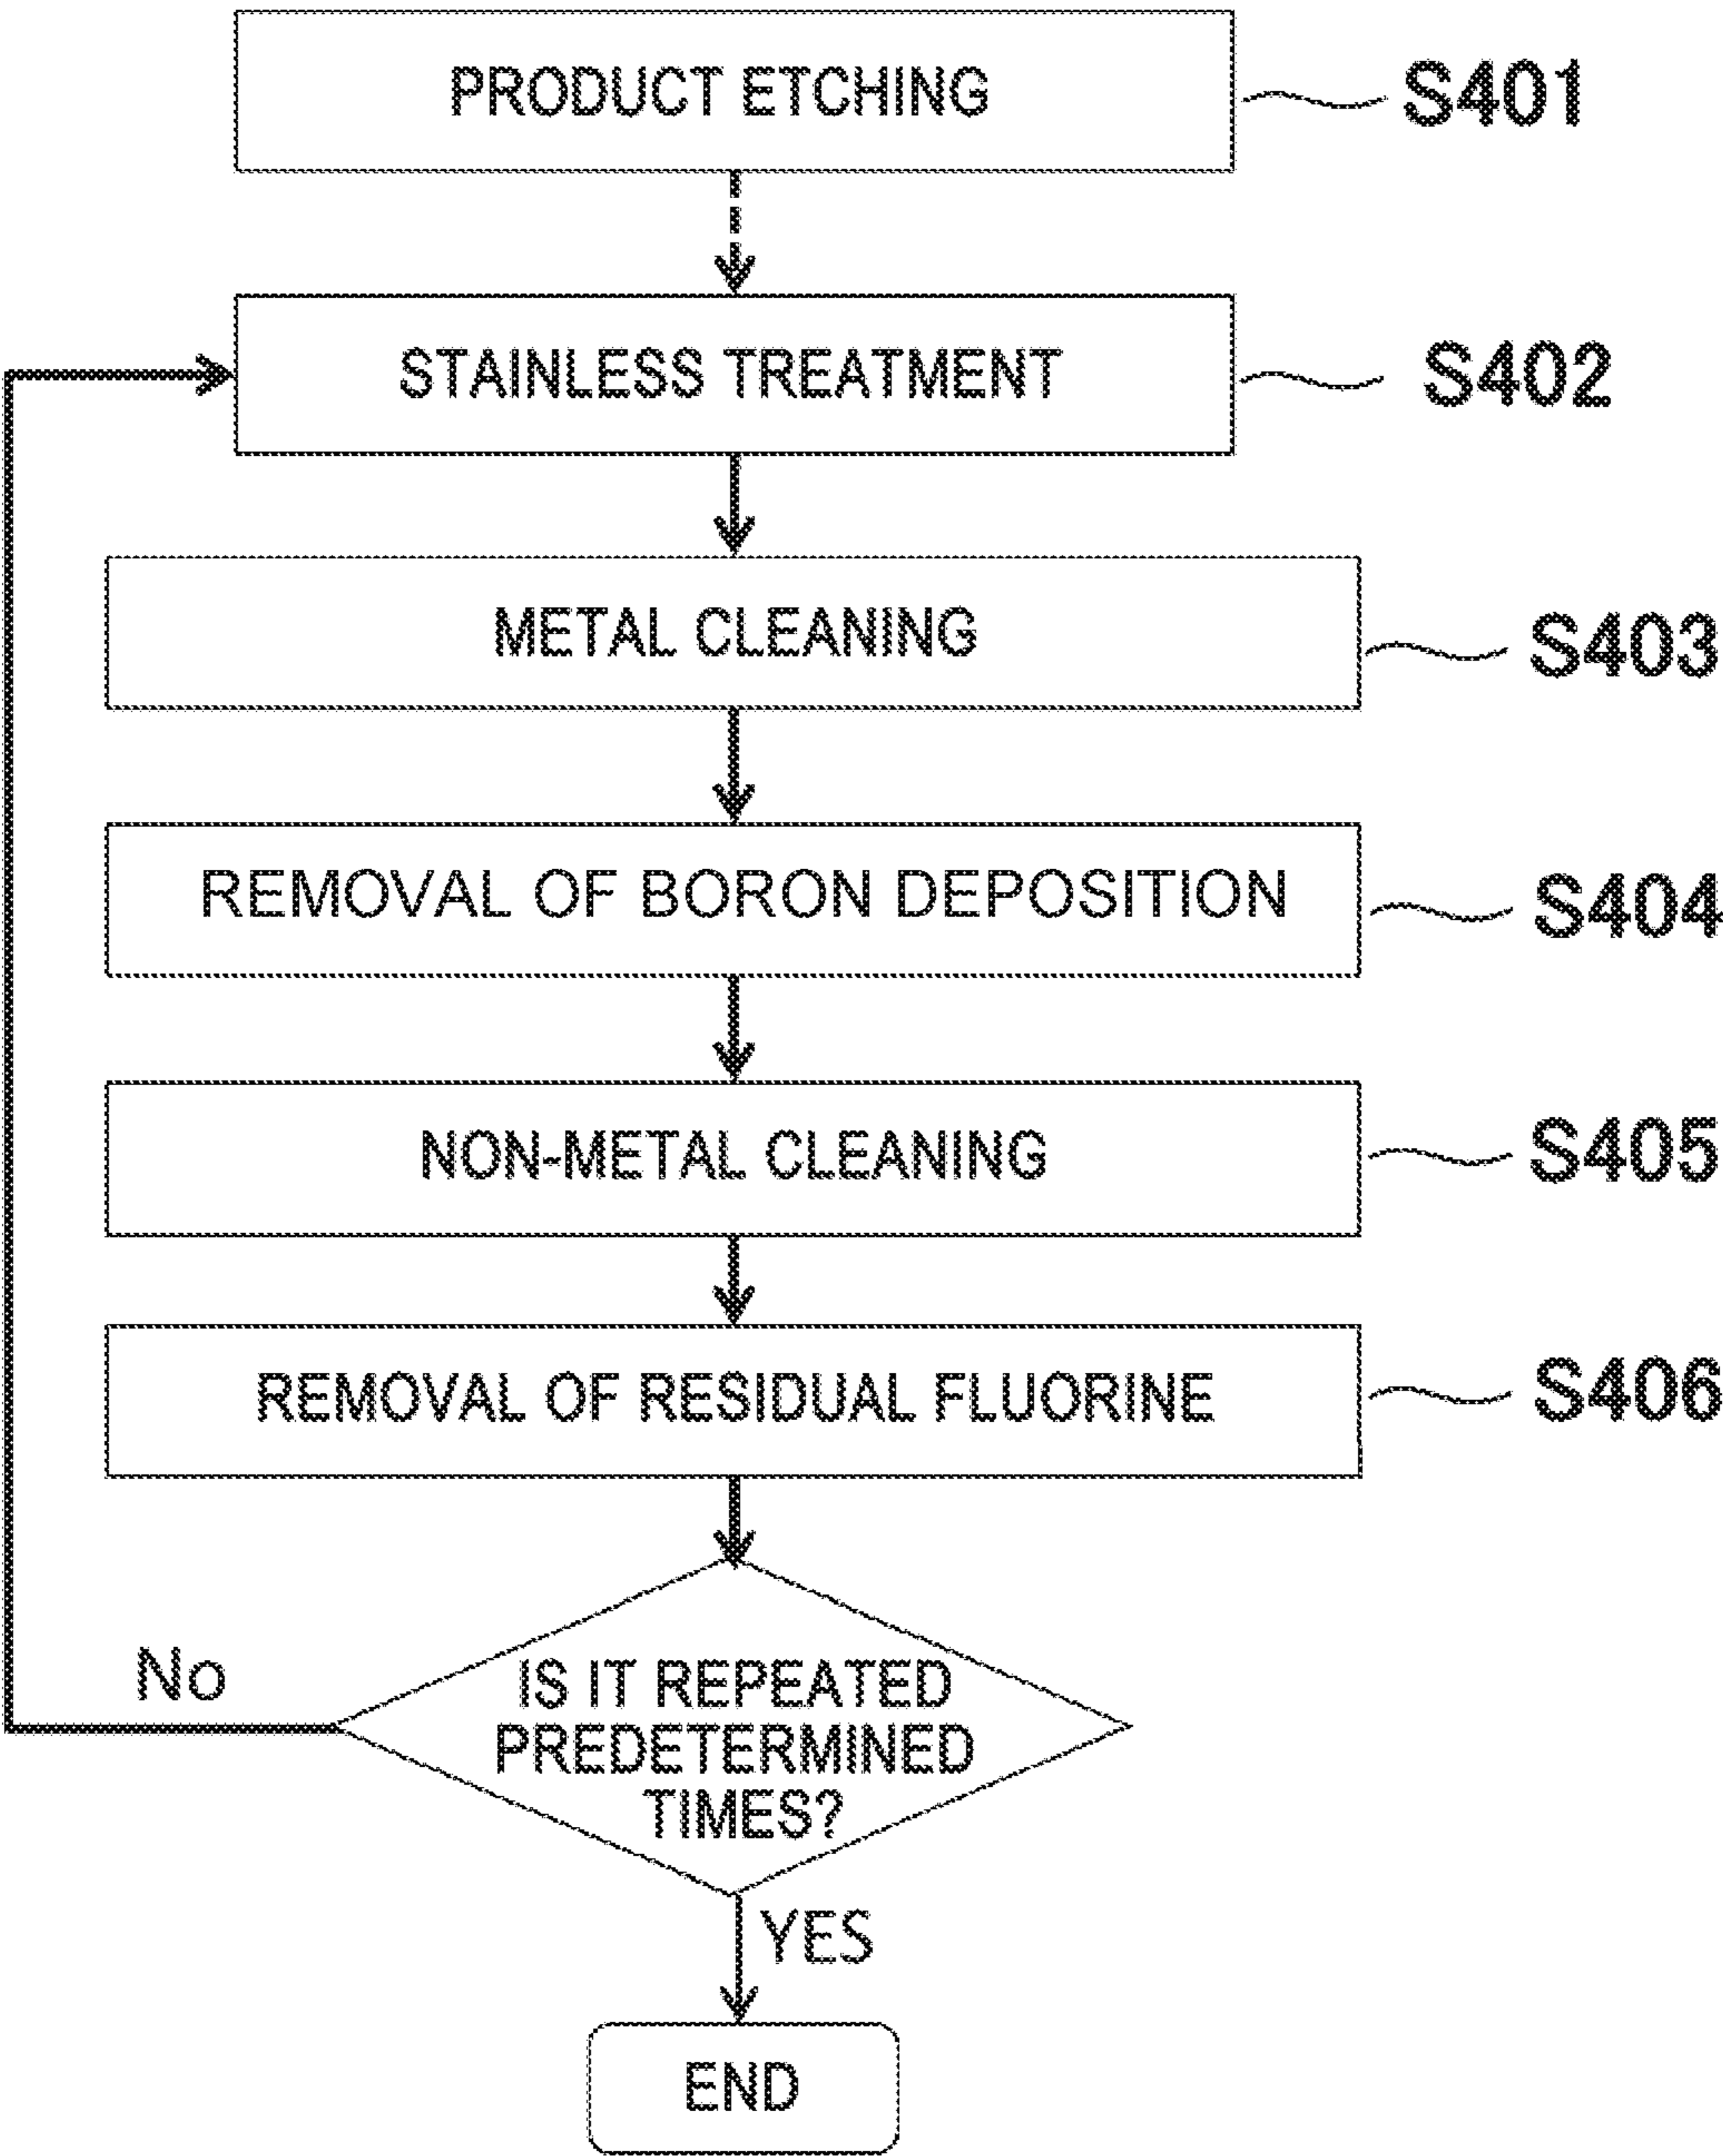 PRODUCT ETCHING
S401
STAINLESS TREATMENT
S402
METAL CLEANING
S403
REMOVAL OF BORON DEPOSITION
S404
NON-METAL CLEANING
S405
REMOVAL OF RESIDUAL FLUORINE
S406
No
IS IT REPEATED
PREDETERMINED
TIMES?
YES
END